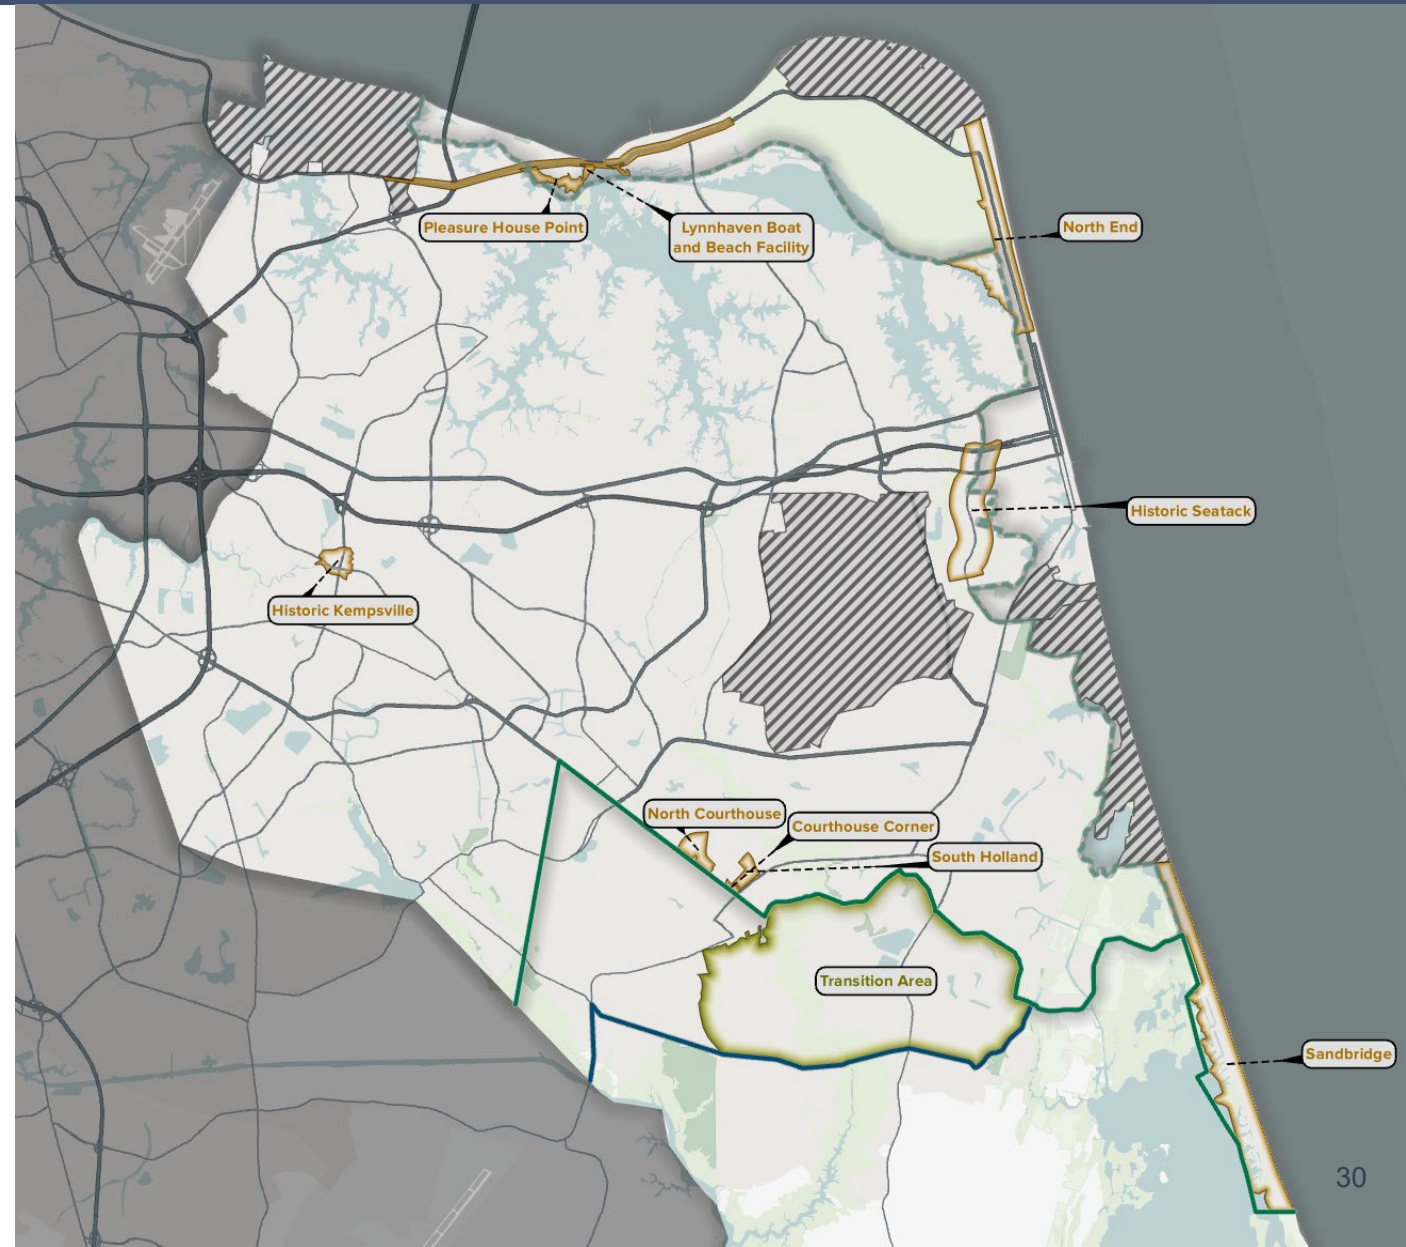 Pleasure House Point
Lynnhaven Boat
and Beach Facility
North End
Historic Seatack
Historic Kempsville
North Courthouse
Courthouse Corner
South Holland
Transition Area
Sandbridge
30